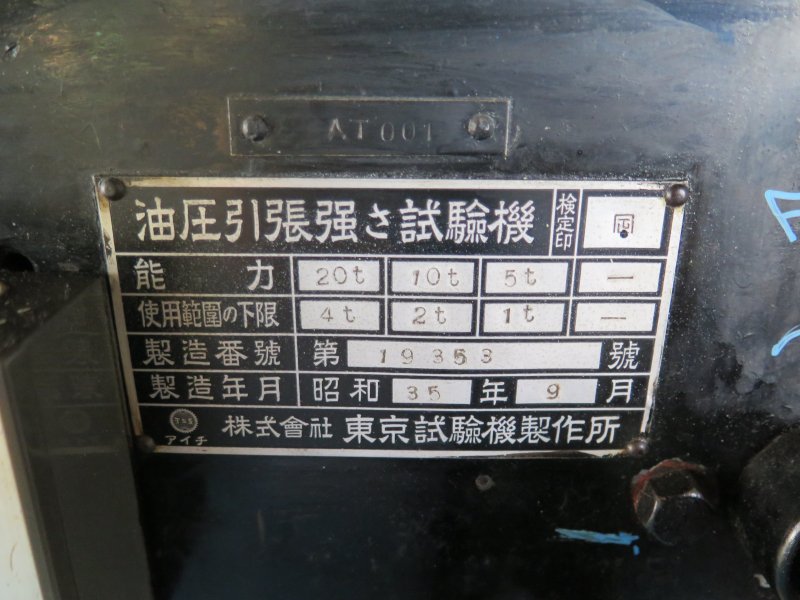 AT001
油圧引張强さ試驗機 検定印
能力 20t 10t 5t —
使用範圍の下限 4t 2t 1t —
製造番號 第 19353 號
製造年月 昭和 35 年 9 月
アイチ 株式會社 東京試驗機製作所